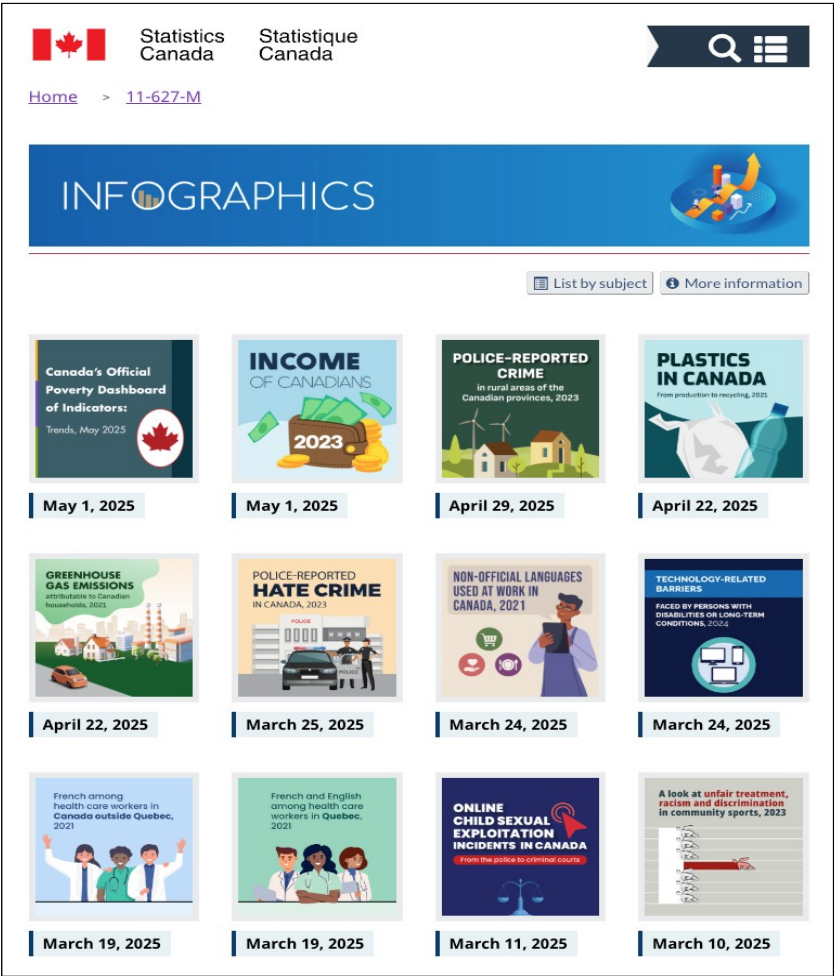 Statistics Statistique
Canada Canada
Home > 11-627-M
INFOGRAPHICS
List by subject
More information
Canada's Official
Poverty Dashboard
of Indicators:
Trends, May 2025
May 1, 2025
INCOME
OF CANADIANS
2023
May 1, 2025
POLICE-REPORTED
CRIME
in rural areas of the
Canadian provinces, 2023
April 29, 2025
PLASTICS
IN CANADA
From production to recycling, 2021
April 22, 2025
GREENHOUSE
GAS EMISSIONS
attributable to Canadian
households, 2021
April 22, 2025
POLICE-REPORTED
HATE CRIME
IN CANADA, 2023
POLICE
POLICE
March 25, 2025
NON-OFFICIAL LANGUAGES
USED AT WORK IN
CANADA, 2021
March 24, 2025
TECHNOLOGY-RELATED
BARRIERS
FACED BY PERSONS WITH
DISABILITIES OR LONG-TERM
CONDITIONS, 2024
March 24, 2025
French among
health care workers in
Canada outside Quebec,
2021
March 19, 2025
French and English
among health care
workers in Quebec,
2021
March 19, 2025
ONLINE
CHILD SEXUAL
EXPLOITATION
INCIDENTS IN CANADA
From the police to criminal courts
March 11, 2025
A look at unfair treatment,
racism and discrimination
in community sports, 2023
March 10, 2025